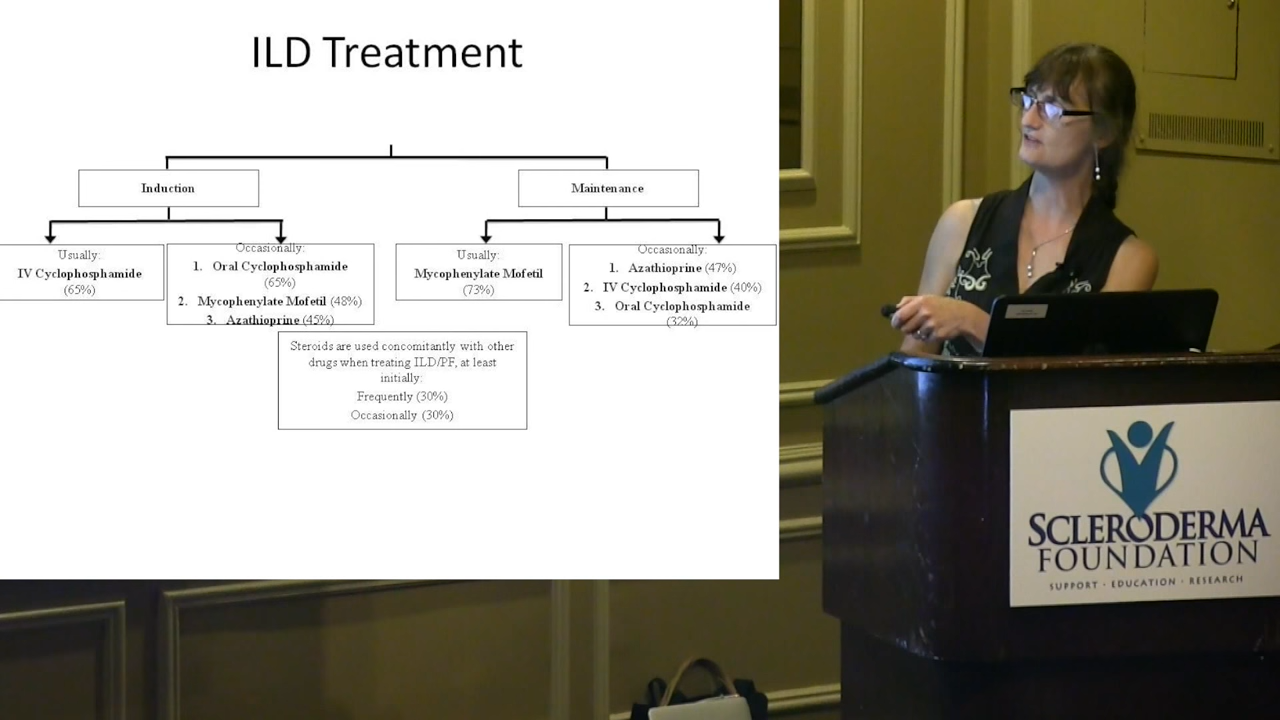 ILD Treatment
Induction
Maintenance
Usually:
IV Cyclophosphamide
(65%)
Occasionally:
1. Oral Cyclophosphamide
(65%)
2. Mycophenylate Mofetil (48%)
3. Azathioprine (45%)
Usually:
Mycophenylate Mofetil
(73%)
Occasionally:
1. Azathioprine (47%)
2. IV Cyclophosphamide (40%)
3. Oral Cyclophosphamide
(32%)
Steroids are used concomitantly with other
drugs when treating ILD/PF, at least
initially:
Frequently (30%)
Occasionally (30%)
SCLERODERMA
FOUNDATION
SUPPORT · EDUCATION · RESEARCH